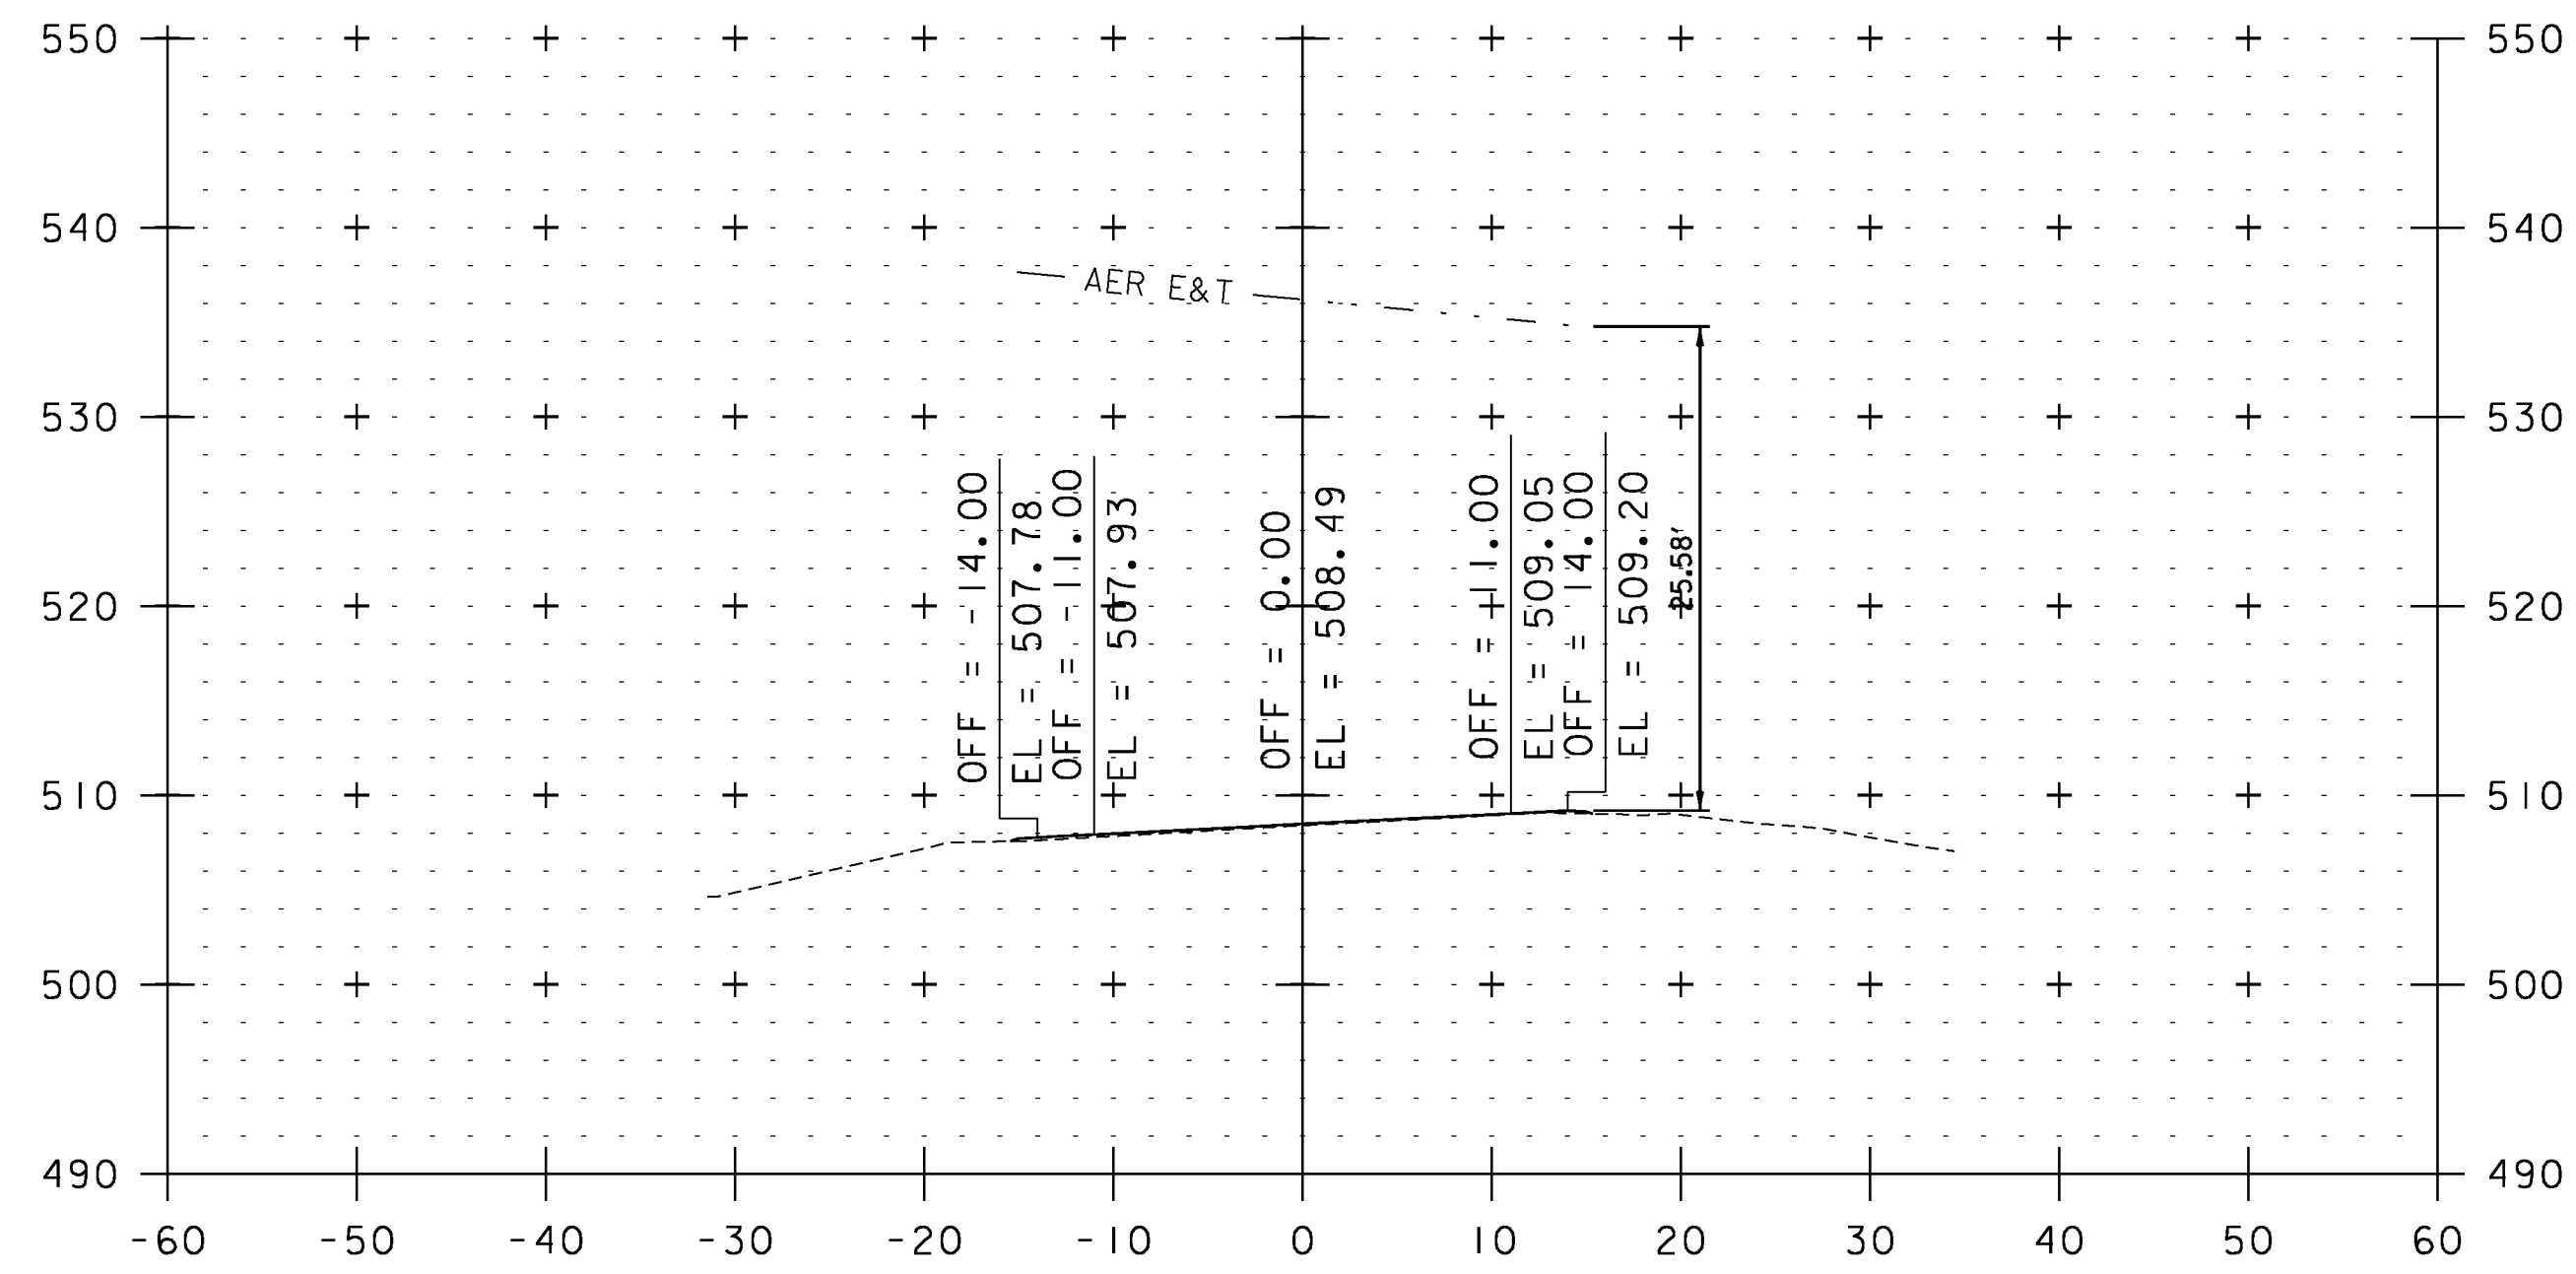 550 550
540 540
AER E&T
530 530
OFF = -14.00
EL = 507.78
OFF = -11.00
EL = 507.93
OFF = 0.00
EL = 508.49
OFF = 11.00
EL = 509.05
OFF = 14.00
EL = 509.20
25.58'
520 520
510 510
500 500
490 490
-60 -50 -40 -30 -20 -10 0 10 20 30 40 50 60